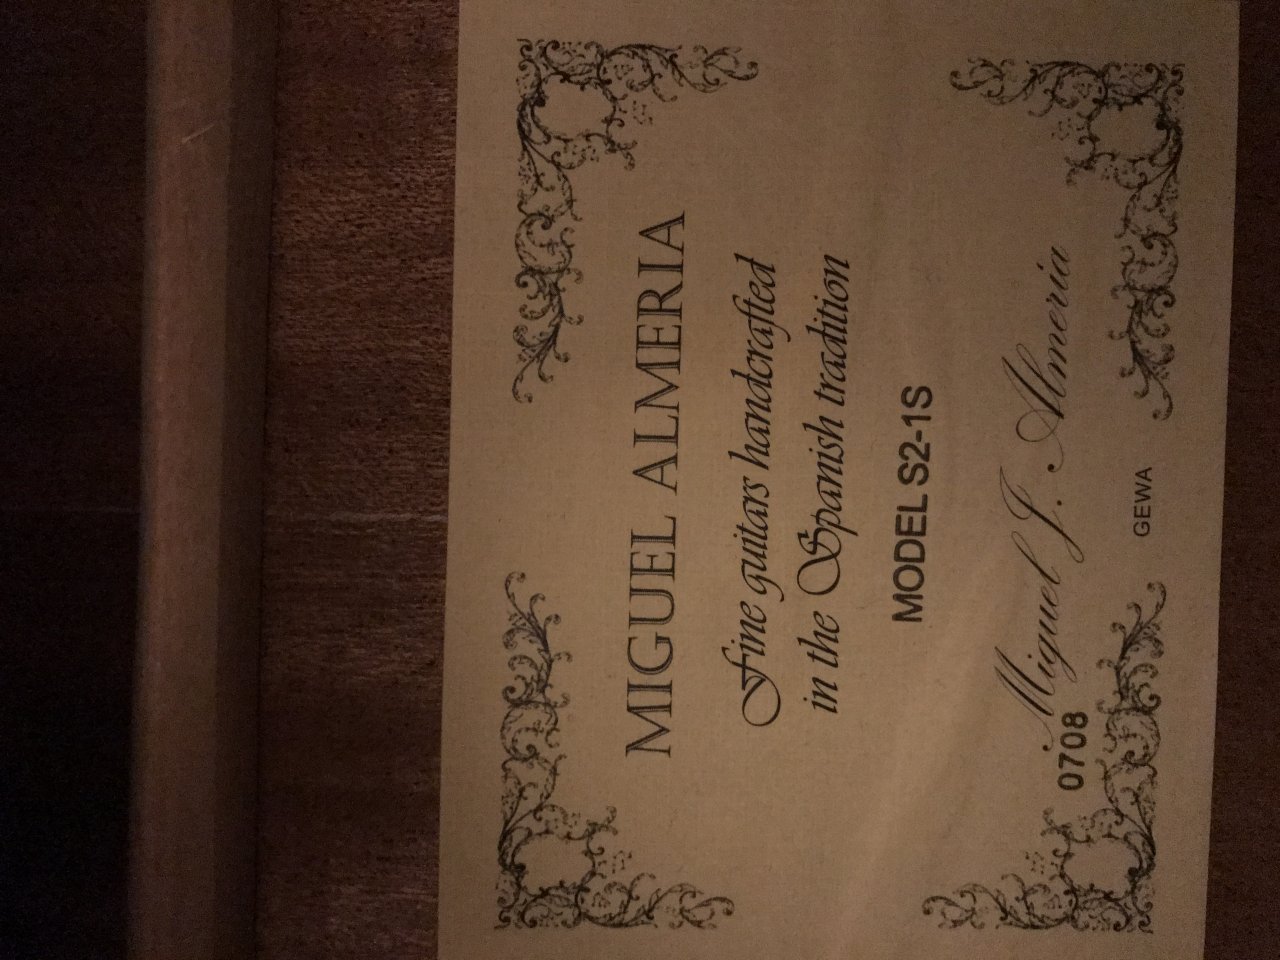 MIGUEL ALMERIA
Fine guitars handcrafted
in the Spanish tradition
MODEL S2-1S
Miguel J. Almeria
0708
GEWA